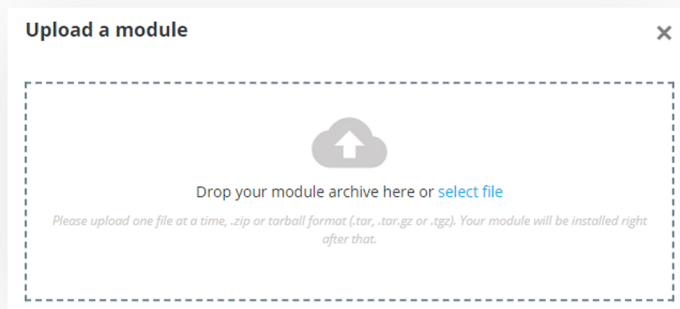 Upload a module
Drop your module archive here or select file
Please upload one file at a time, .zip or tarball format (.tar, .tar.gz or .tgz). Your module will be installed right
after that.